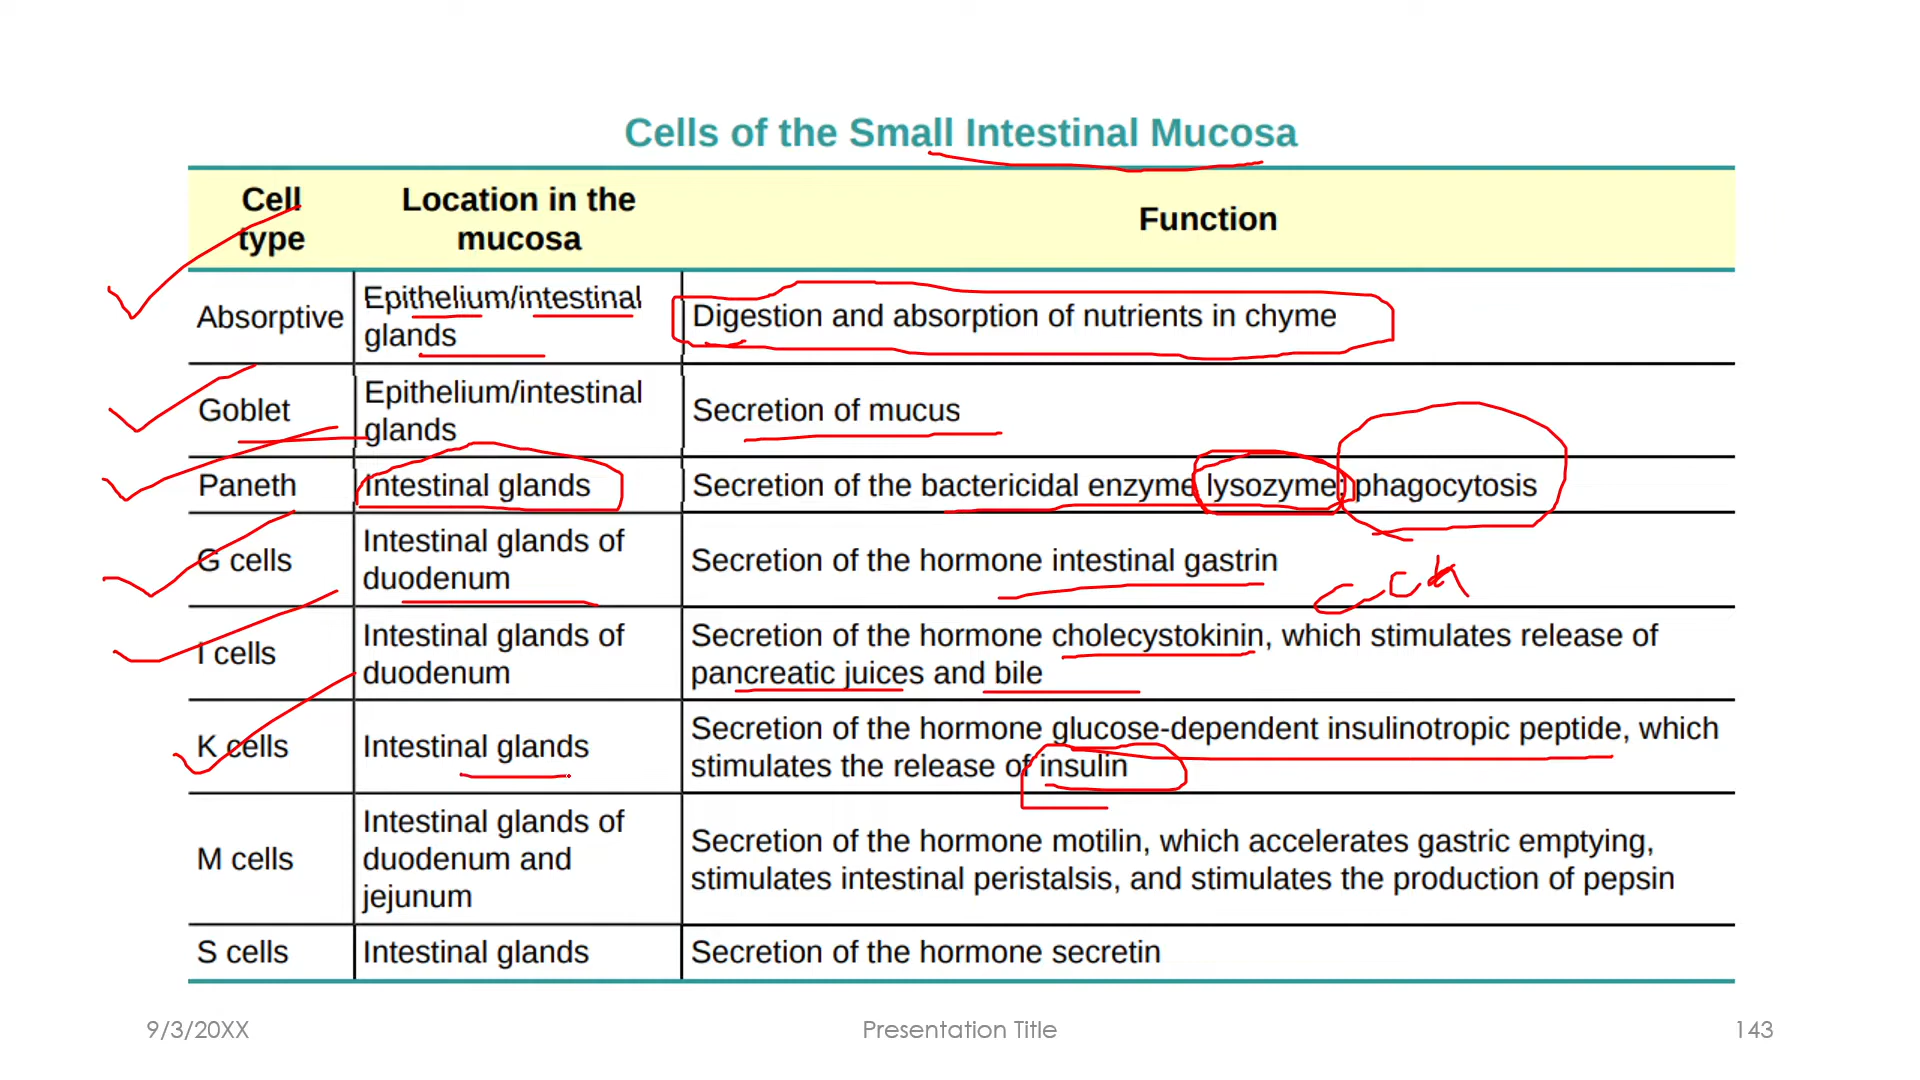 Cells of the Small Intestinal Mucosa
Cell type
Location in the mucosa
Function
Absorptive
Epithelium/intestinal
glands
Digestion and absorption of nutrients in chyme
Goblet
Epithelium/intestinal
glands
Secretion of mucus
Paneth
Intestinal glands
Secretion of the bactericidal enzyme lysozyme; phagocytosis
G cells
Intestinal glands of
duodenum
Secretion of the hormone intestinal gastrin
I cells
Intestinal glands of
duodenum
Secretion of the hormone cholecystokinin, which stimulates release of
pancreatic juices and bile
K cells
Intestinal glands
Secretion of the hormone glucose-dependent insulinotropic peptide, which
stimulates the release of insulin
M cells
Intestinal glands of
duodenum and
jejunum
Secretion of the hormone motilin, which accelerates gastric emptying,
stimulates intestinal peristalsis, and stimulates the production of pepsin
S cells
Intestinal glands
Secretion of the hormone secretin
9/3/20XX
Presentation Title
143